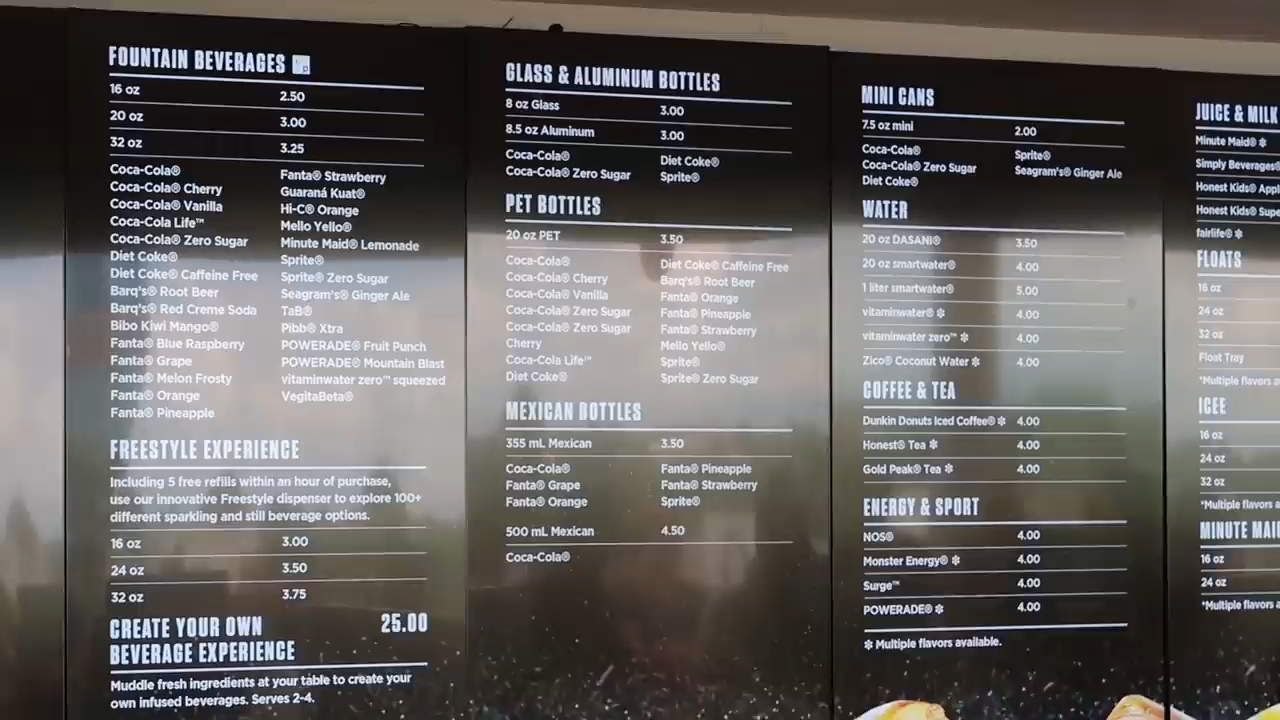 FOUNTAIN BEVERAGES
16 oz 2.50
20 oz 3.00
32 oz 3.25
Coca-Cola® Fanta® Strawberry
Coca-Cola® Cherry Guaraná Kuat®
Coca-Cola® Vanilla Hi-C® Orange
Coca-Cola Life™ Mello Yello®
Coca-Cola® Zero Sugar Minute Maid® Lemonade
Diet Coke® Sprite®
Diet Coke® Caffeine Free Sprite® Zero Sugar
Barq's® Root Beer Seagram's® Ginger Ale
Barq's® Red Creme Soda TaB®
Bibo Kiwi Mango® Pibb® Xtra
Fanta® Blue Raspberry POWERADE® Fruit Punch
Fanta® Grape POWERADE® Mountain Blast
Fanta® Melon Frosty vitaminwater zero™ squeezed
Fanta® Orange VegitaBeta®
Fanta® Pineapple
FREESTYLE EXPERIENCE
Including 5 free refills within an hour of purchase,
use our innovative Freestyle dispenser to explore 100+
different sparkling and still beverage options.
16 oz 3.00
24 oz 3.50
32 oz 3.75
CREATE YOUR OWN 25.00
BEVERAGE EXPERIENCE
Muddle fresh ingredients at your table to create your
own infused beverages. Serves 2-4.
GLASS & ALUMINUM BOTTLES
8 oz Glass 3.00
8.5 oz Aluminum 3.00
Coca-Cola® Diet Coke®
Coca-Cola® Zero Sugar Sprite®
PET BOTTLES
20 oz PET 3.50
Coca-Cola® Diet Coke® Caffeine Free
Coca-Cola® Cherry Barq's® Root Beer
Coca-Cola® Vanilla Fanta® Orange
Coca-Cola® Zero Sugar Fanta® Pineapple
Coca-Cola® Zero Sugar Fanta® Strawberry
Cherry Mello Yello®
Coca-Cola Life™ Sprite®
Diet Coke® Sprite® Zero Sugar
MEXICAN BOTTLES
355 mL Mexican 3.50
Coca-Cola® Fanta® Pineapple
Fanta® Grape Fanta® Strawberry
Fanta® Orange Sprite®
500 mL Mexican 4.50
Coca-Cola®
MINI CANS
7.5 oz mini 2.00
Coca-Cola® Sprite®
Coca-Cola® Zero Sugar Seagram's® Ginger Ale
Diet Coke®
WATER
20 oz DASANI® 3.50
20 oz smartwater® 4.00
1 liter smartwater® 5.00
vitaminwater® ✽ 4.00
vitaminwater zero™ ✽ 4.00
Zico® Coconut Water ✽ 4.00
COFFEE & TEA
Dunkin Donuts Iced Coffee® ✽ 4.00
Honest® Tea ✽ 4.00
Gold Peak® Tea ✽ 4.00
ENERGY & SPORT
NOS® 4.00
Monster Energy® ✽ 4.00
Surge™ 4.00
POWERADE® ✽ 4.00
✽ Multiple flavors available.
JUICE & MILK
Minute Maid® ✽
Simply Beverages®
Honest Kids® Appl
Honest Kids® Sup
fairlife® ✽
FLOATS
16 oz
24 oz
32 oz
Float Tray
*Multiple flavors a
ICEE
16 oz
24 oz
32 oz
*Multiple flavors a
MINUTE MAI
16 oz
24 oz
*Multiple flavors a